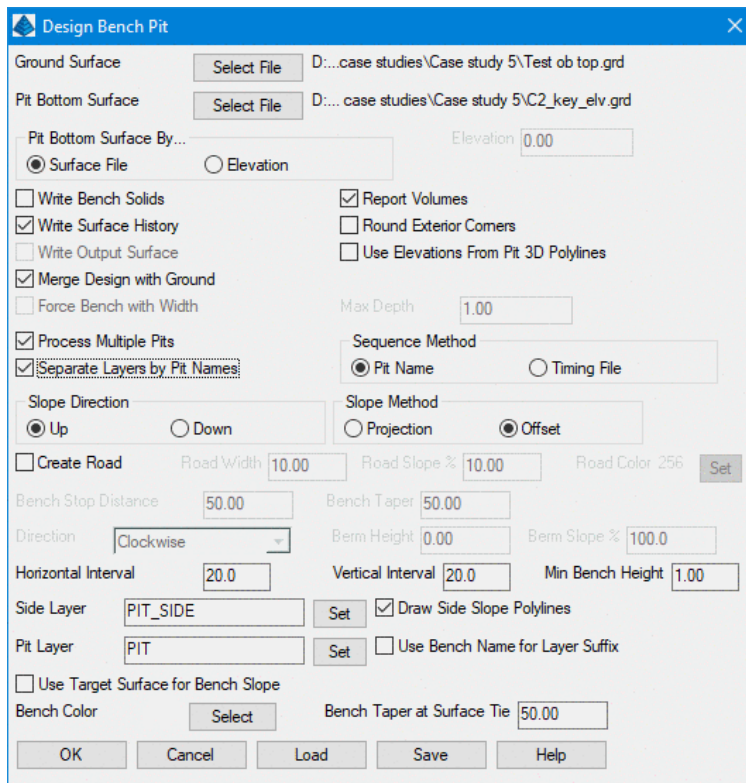 Design Bench Pit
Ground Surface Select File D:...case studies\Case study 5\Test ob top.grd
Pit Bottom Surface Select File D:... case studies\Case study 5\C2_key_elv.grd
Pit Bottom Surface By... Elevation 0.00
Surface File Elevation
Write Bench Solids Report Volumes
Write Surface History Round Exterior Corners
Write Output Surface Use Elevations From Pit 3D Polylines
Merge Design with Ground
Force Bench with Width Max Depth 1.00
Process Multiple Pits Sequence Method
Separate Layers by Pit Names Pit Name Timing File
Slope Direction Slope Method
Up Down Projection Offset
Create Road Road Width 10.00 Road Slope % 10.00 Road Color 256 Set
Bench Stop Distance 50.00 Bench Taper 50.00
Direction Clockwise Berm Height 0.00 Berm Slope % 100.0
Horizontal Interval 20.0 Vertical Interval 20.0 Min Bench Height 1.00
Side Layer PIT_SIDE Set Draw Side Slope Polylines
Pit Layer PIT Set Use Bench Name for Layer Suffix
Use Target Surface for Bench Slope
Bench Color Select Bench Taper at Surface Tie 50.00
OK Cancel Load Save Help